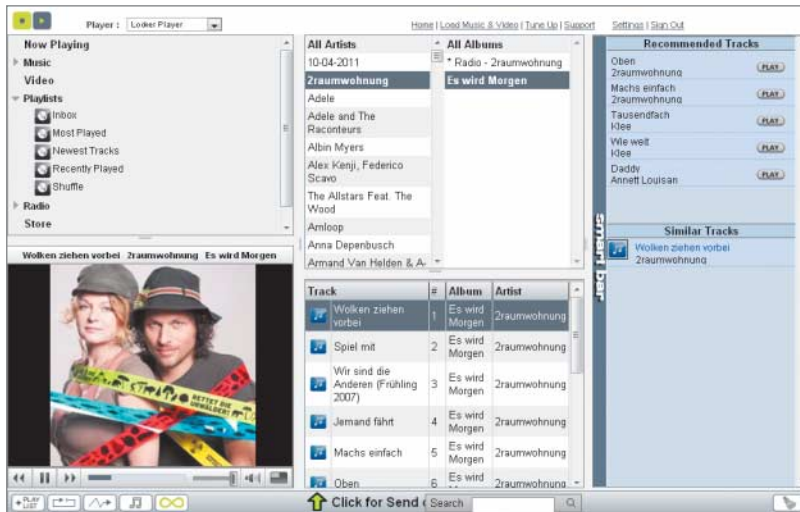 Player :
Locker Player
Home | Load Music & Video | Tune Up | Support
Settings | Sign Out
Now Playing
Music
Video
Playlists
Inbox
Most Played
Newest Tracks
Recently Played
Shuffle
Radio
Store
All Artists
10-04-2011
2raumwohnung
Adele
Adele and The
Raconteurs
Albin Myers
Alex Kenji, Federico
Scavo
The Allstars Feat. The
Wood
Amloop
Anna Depenbusch
Armand Van Helden & A-
All Albums
* Radio - 2raumwohnung
Es wird Morgen
smart bar
Recommended Tracks
Oben PLAY
2raumwohnung
Machs einfach PLAY
2raumwohnung
Tausendfach PLAY
Klee
Wie weit PLAY
Klee
Daddy PLAY
Annett Louisan
Similar Tracks
Wolken ziehen vorbei
2raumwohnung
Wolken ziehen vorbei 2raumwohnung Es wird Morgen
RETTET DIE
URWÄLDER!
Track # Album Artist
Wolken ziehen
vorbei 1 Es wird
Morgen 2raumwohnung
Spiel mit 2 Es wird
Morgen 2raumwohnung
Wir sind die
Anderen (Frühling
2007) 3 Es wird
Morgen 2raumwohnung
Jemand fährt 4 Es wird
Morgen 2raumwohnung
Machs einfach 5 Es wird
Morgen 2raumwohnung
Oben 6 Es wird 2raumwohnung
+ PLAY
LIST
Click for Send
Search